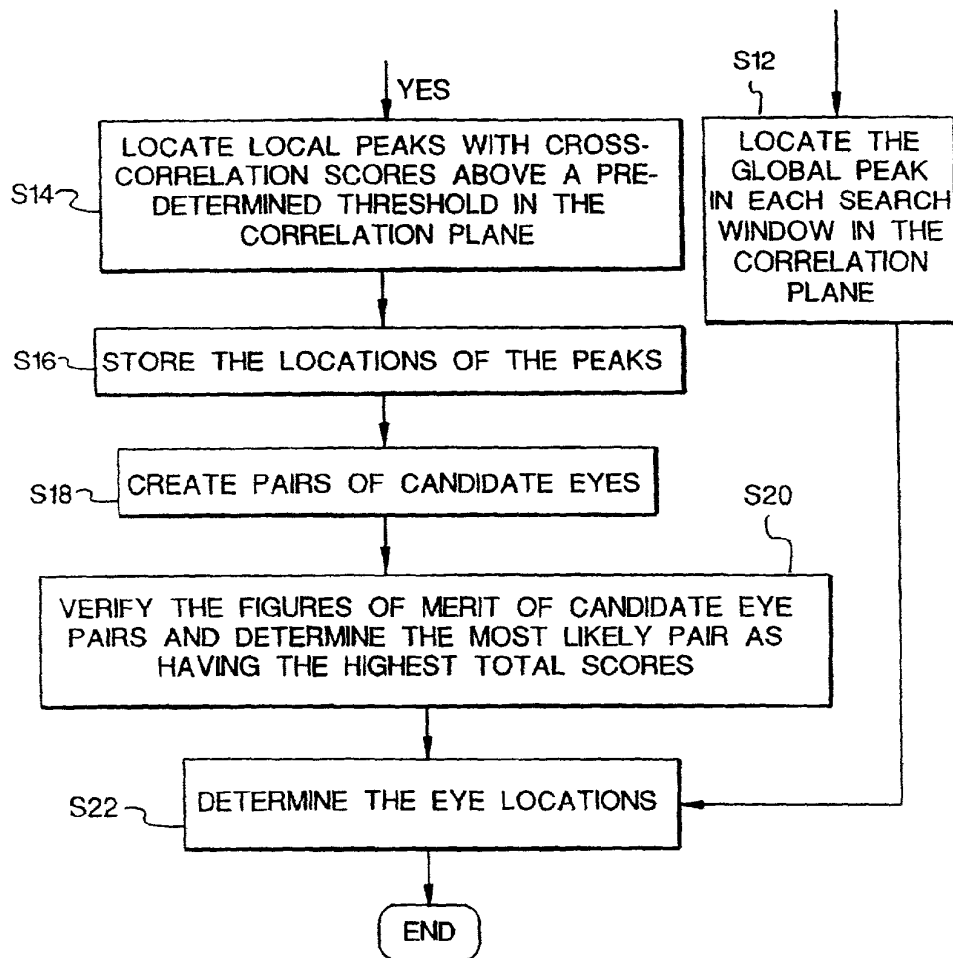 YES
S14
LOCATE LOCAL PEAKS WITH CROSS-
CORRELATION SCORES ABOVE A PRE-
DETERMINED THRESHOLD IN THE
CORRELATION PLANE
S12
LOCATE THE
GLOBAL PEAK
IN EACH SEARCH
WINDOW IN THE
CORRELATION
PLANE
S16
STORE THE LOCATIONS OF THE PEAKS
S18
CREATE PAIRS OF CANDIDATE EYES
S20
VERIFY THE FIGURES OF MERIT OF CANDIDATE EYE
PAIRS AND DETERMINE THE MOST LIKELY PAIR AS
HAVING THE HIGHEST TOTAL SCORES
S22
DETERMINE THE EYE LOCATIONS
END